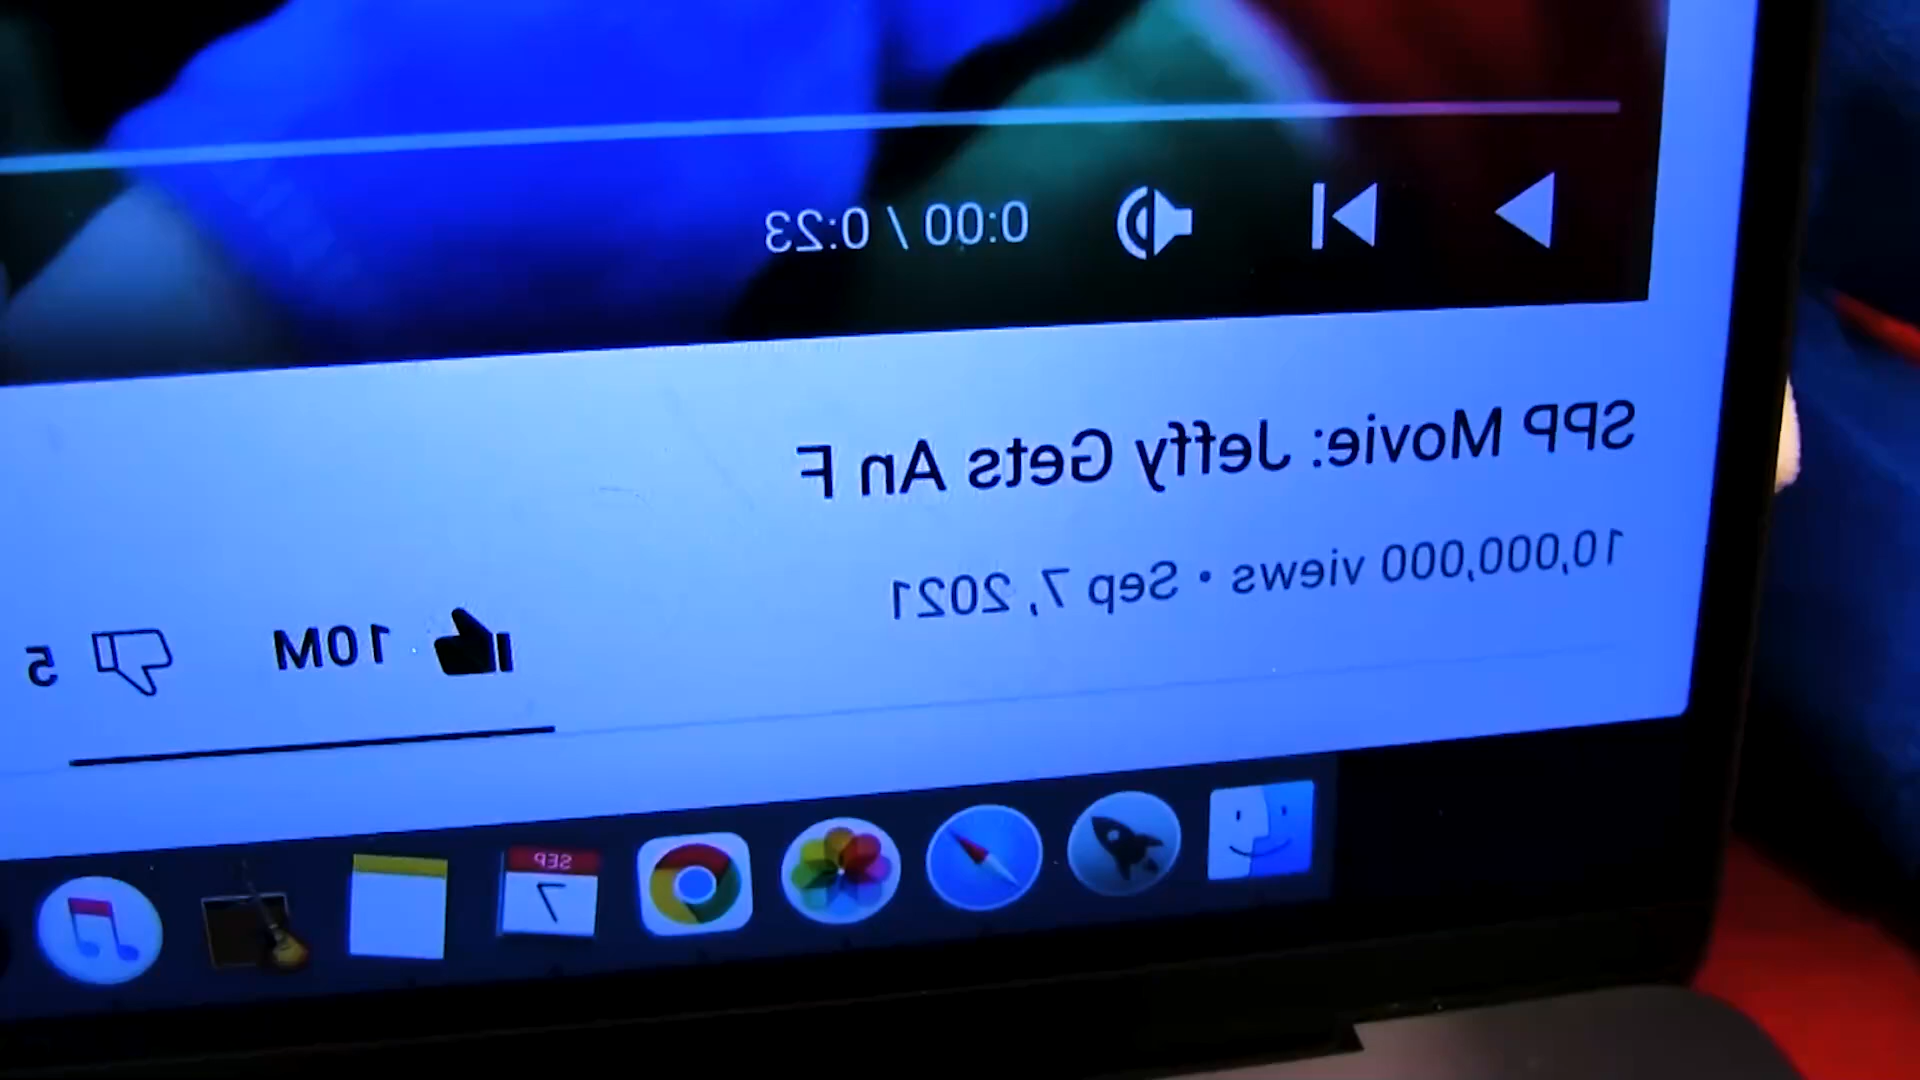 0:00 / 0:23
SPP Movie: Jeffy Gets An F
10,000,000 views • Sep 7, 2021
10M
5
SEP
7